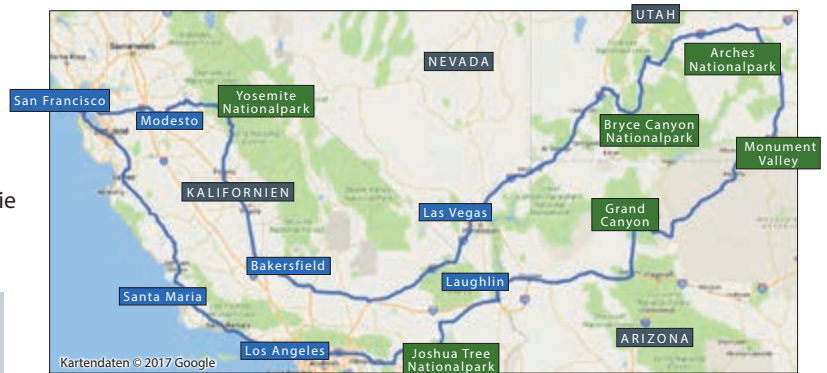 UTAH
Arches
Nationalpark
NEVADA
San Francisco
Yosemite
Nationalpark
Modesto
Bryce Canyon
Nationalpark
Monument
Valley
ie
KALIFORNIEN
Las Vegas
Grand
Canyon
Bakersfield
Laughlin
Santa Maria
ARIZONA
Los Angeles
Joshua Tree
Nationalpark
Kartendaten © 2017 Google